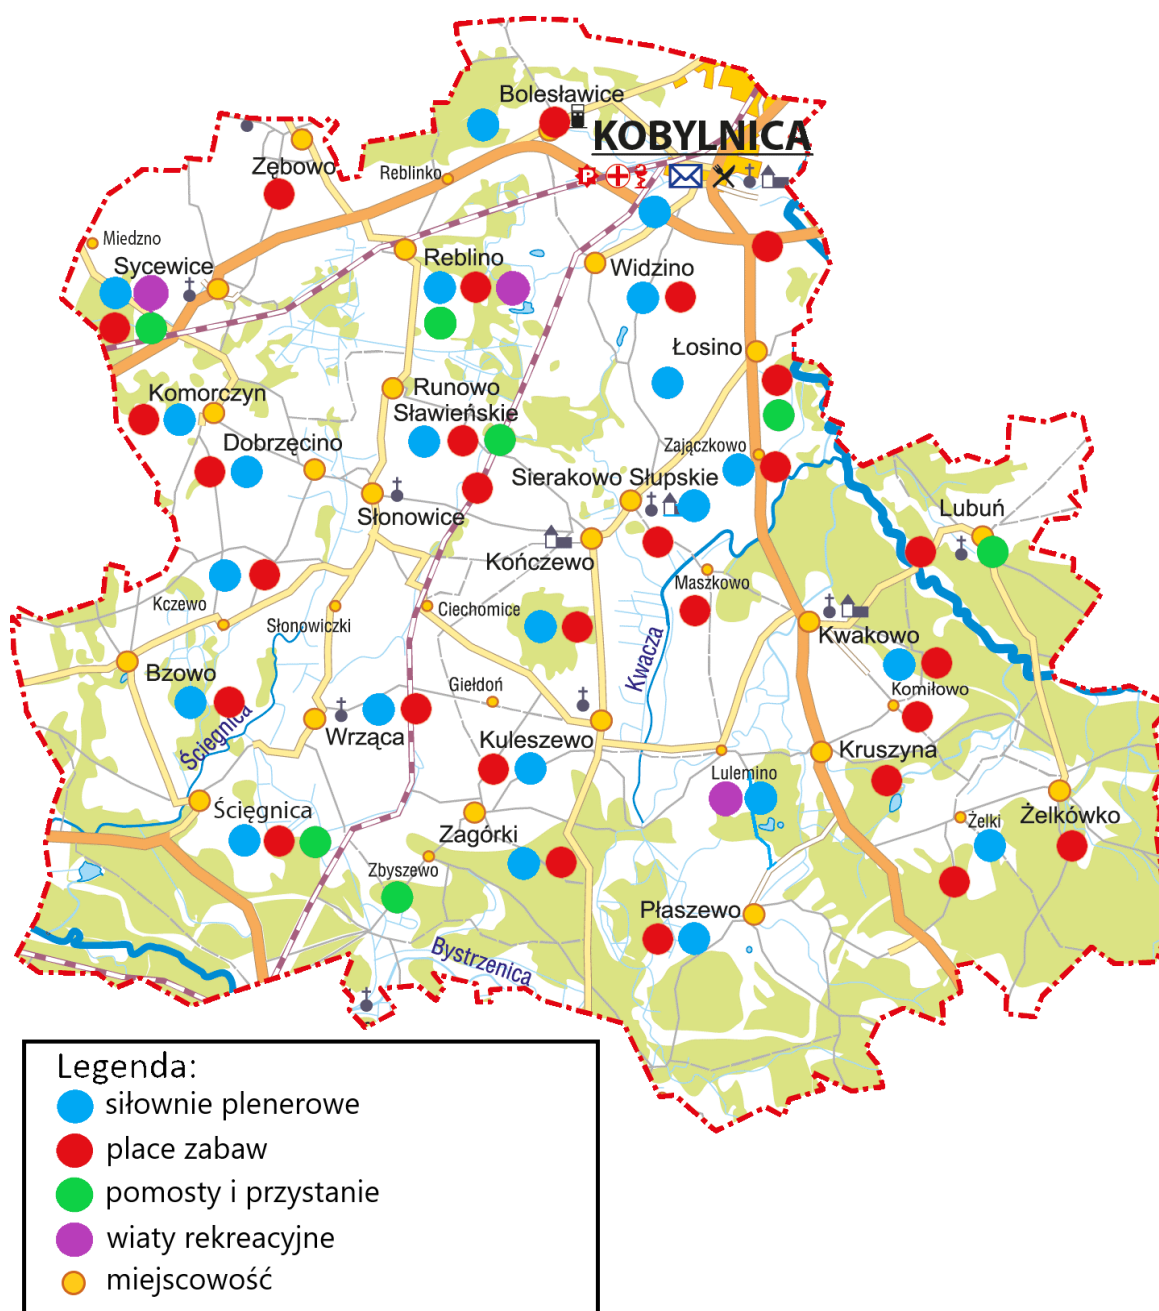 Bolesławice
KOBYLNICA
P
Zębowo
Reblinko
Miedzno
Sycewice
Reblino
Widzino
Łosino
Komorczyn
Runowo
Sławieńskie
Dobrzęcino
Zajączkowo
Sierakowo Słupskie
Słonowice
Lubuń
Kończewo
Maszkowo
Kczewo
Słonowiczki
Ciechomice
Kwacza
Kwakowo
Bzowo
Giełdoń
Komiłowo
Ściegnica
Wrząca
Kuleszewo
Kruszyna
Lulemino
Ścięgnica
Zagórki
Żelki
Żelkówko
Zbyszewo
Płaszewo
Bystrzenica
Legenda:
siłownie plenerowe
place zabaw
pomosty i przystanie
wiaty rekreacyjne
miejscowość